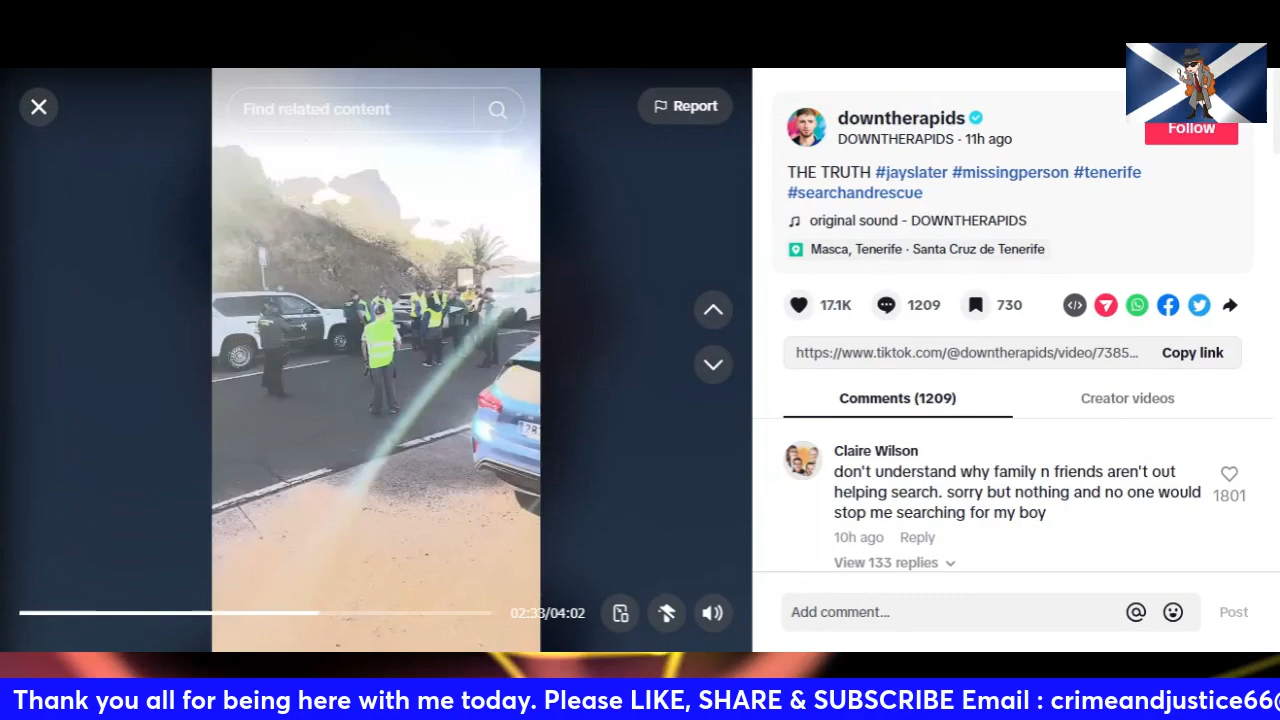 Find related content
Report
downtherapids
DOWNTHERAPIDS · 11h ago
Follow
THE TRUTH #jayslater #missingperson #tenerife
#searchandrescue
original sound - DOWNTHERAPIDS
Masca, Tenerife · Santa Cruz de Tenerife
17.1K
1209
730
https://www.tiktok.com/@downtherapids/video/7385...
Copy link
Comments (1209)
Creator videos
Claire Wilson
don't understand why family n friends aren't out
helping search. sorry but nothing and no one would
stop me searching for my boy
1801
10h ago Reply
View 133 replies
02:33/04:02
Add comment...
Post
Thank you all for being here with me today. Please LIKE, SHARE & SUBSCRIBE Email : crimeandjustice66@